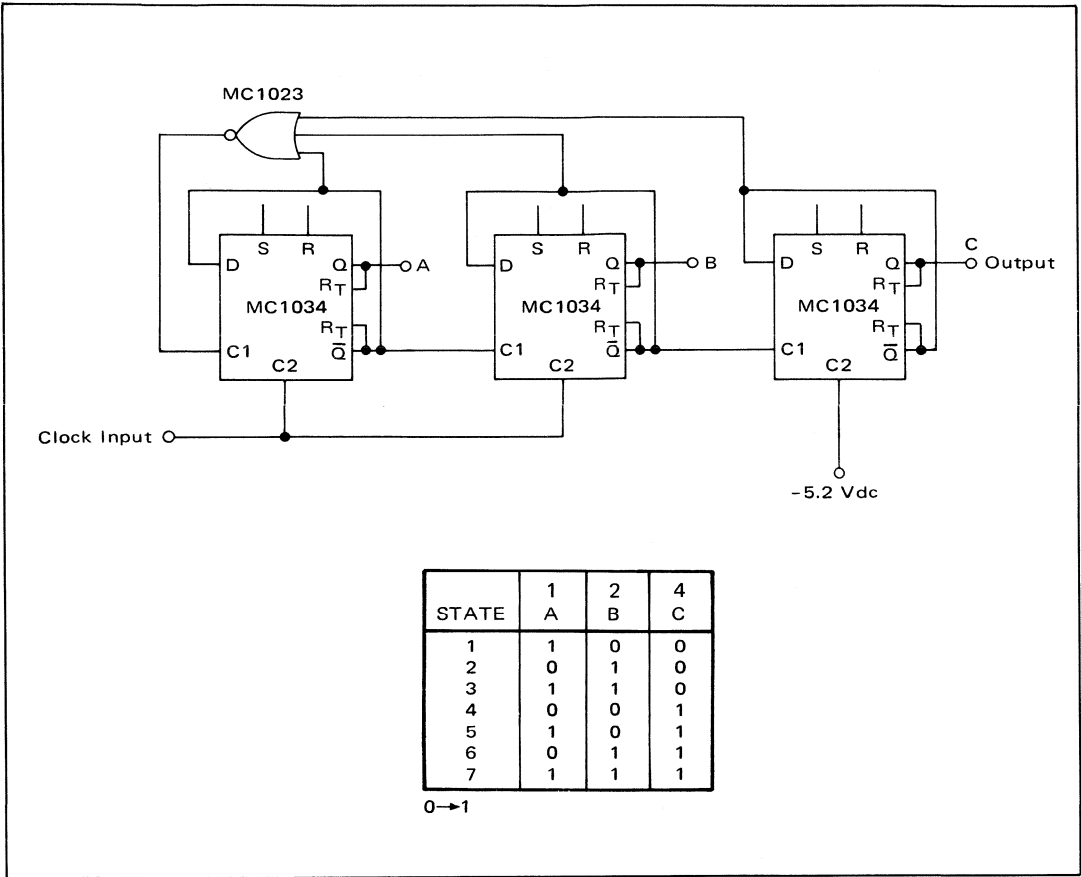 MC1023
S R
D Q A
RT
MC1034
RT
C1 Q̅
C2
S R
D Q B
RT
MC1034
RT
C1 Q̅
C2
S R
D Q C Output
RT
MC1034
RT
C1 Q̅
C2
Clock Input
-5.2 Vdc
1 2 4
STATE A B C
1 1 0 0
2 0 1 0
3 1 1 0
4 0 0 1
5 1 0 1
6 0 1 1
7 1 1 1
0→1